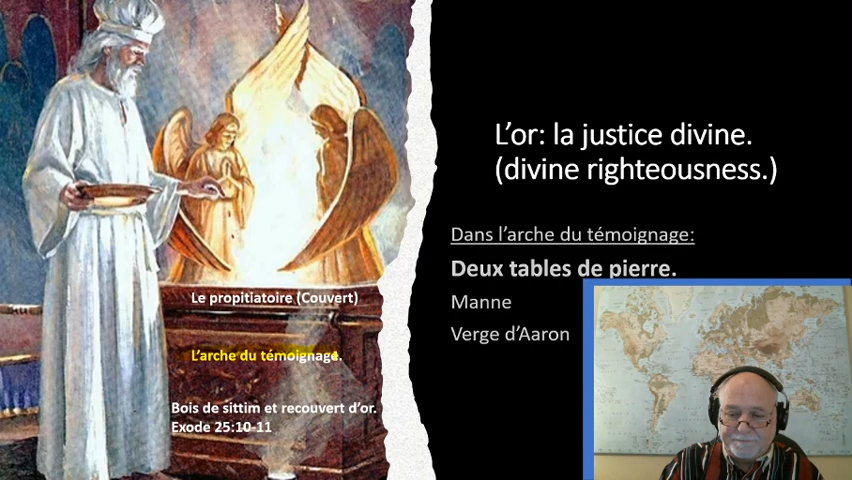 L'or: la justice divine.
(divine righteousness.)
Dans l'arche du témoignage:
Deux tables de pierre.
Manne
Verge d'Aaron
Le propitiatoire (Couvert)
L'arche du témoignage.
Bois de sittim et recouvert d'or.
Exode 25:10-11